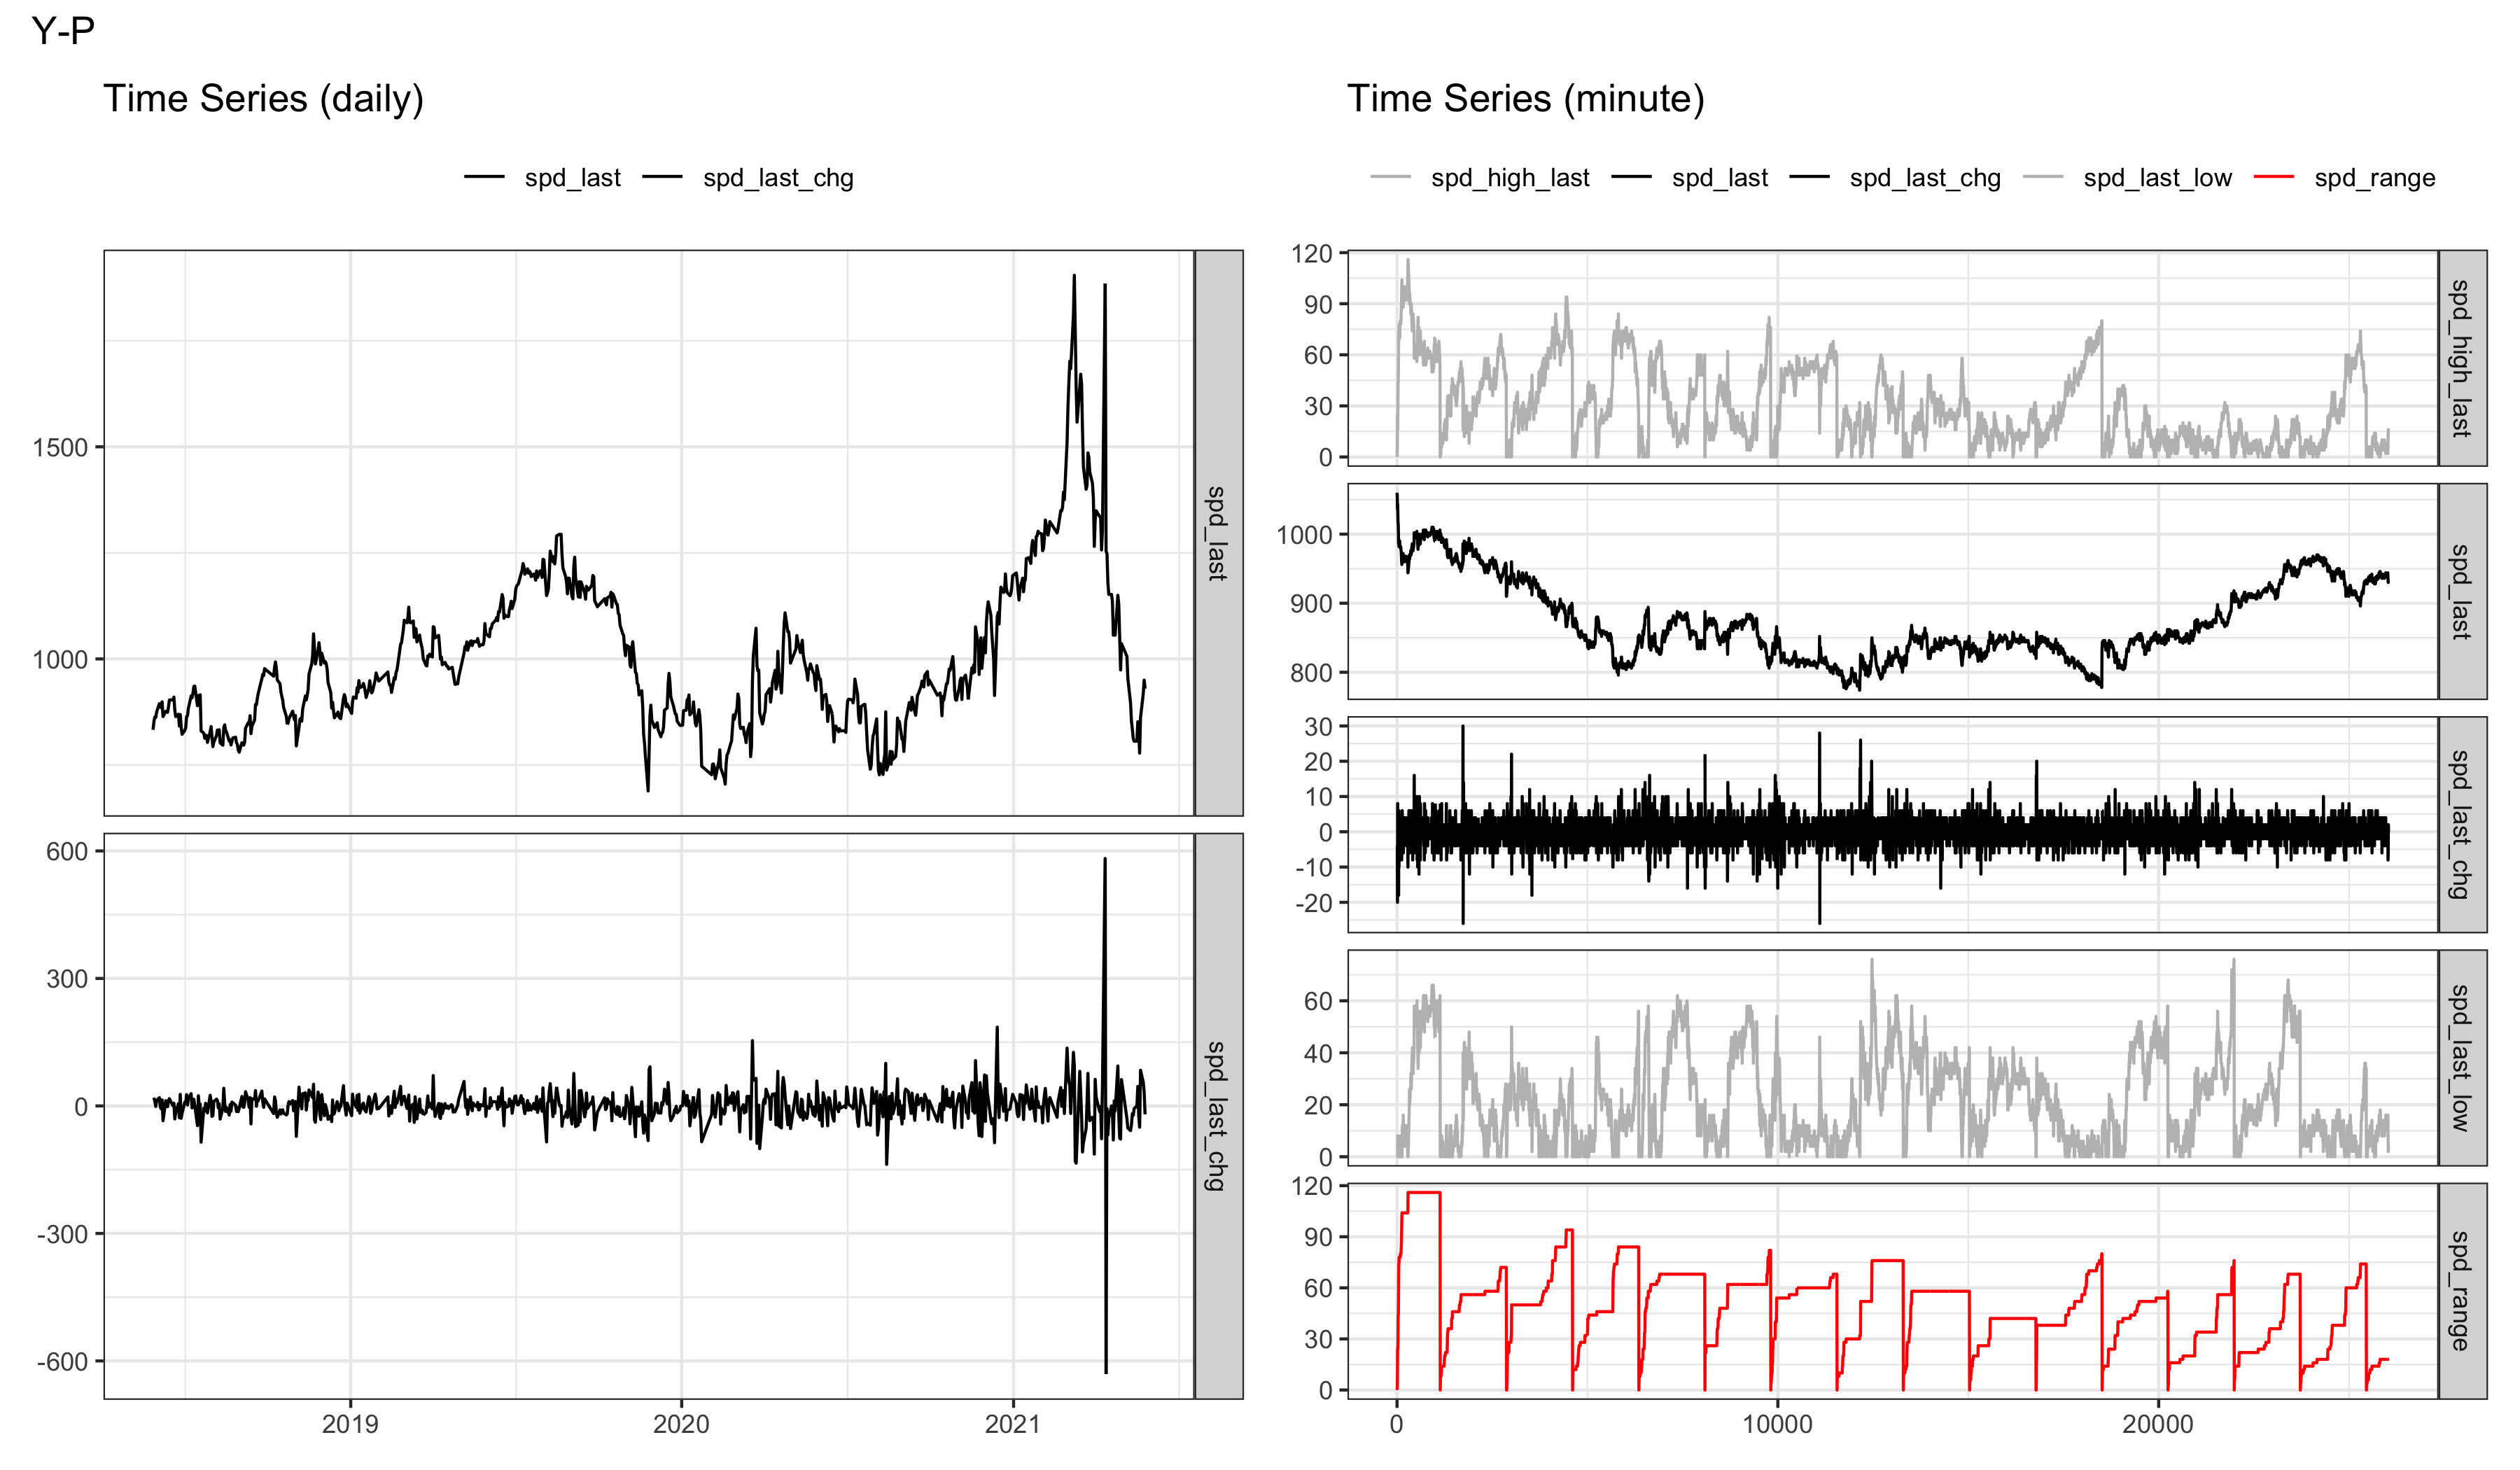 Y-P
Time Series (daily)
spd_last spd_last_chg
1500
1000
spd_last
600
300
0
-300
-600
spd_last_chg
2019 2020 2021
Time Series (minute)
spd_high_last spd_last spd_last_chg spd_last_low spd_range
120
90
60
30
0
spd_high_last
1000
900
800
spd_last
30
20
10
0
-10
-20
spd_last_chg
60
40
20
0
spd_last_low
120
90
60
30
0
spd_range
0 10000 20000